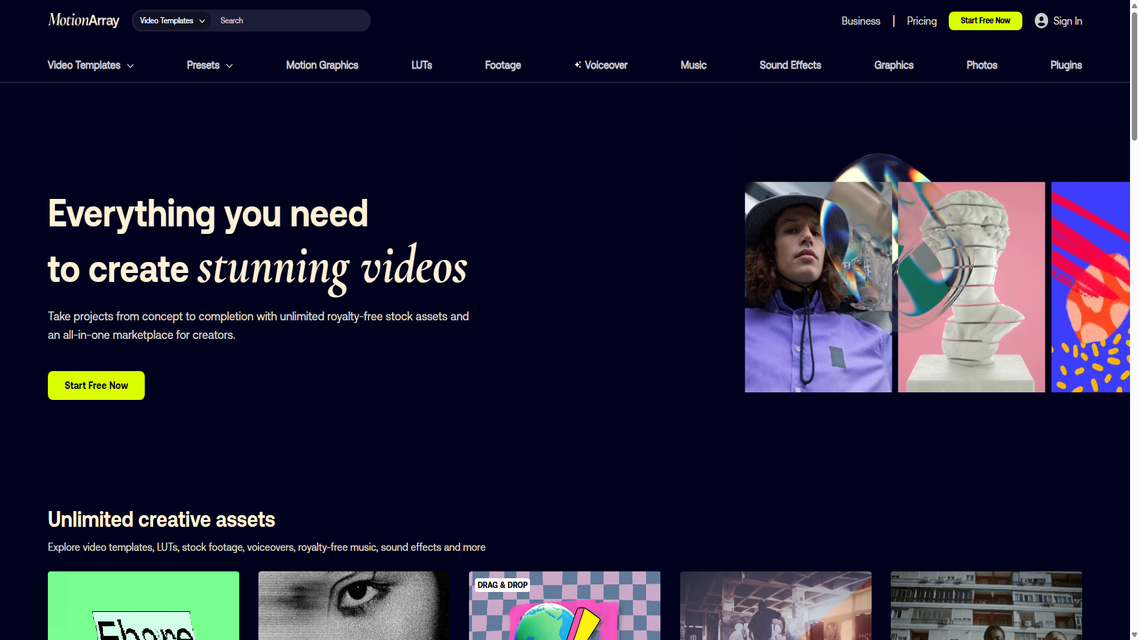 MotionArray
Video Templates
Search
Business
Pricing
Start Free Now
Sign In
Video Templates
Presets
Motion Graphics
LUTs
Footage
Voiceover
Music
Sound Effects
Graphics
Photos
Plugins
Everything you need
to create stunning videos
Take projects from concept to completion with unlimited royalty-free stock assets and
an all-in-one marketplace for creators.
Start Free Now
Unlimited creative assets
Explore video templates, LUTs, stock footage, voiceovers, royalty-free music, sound effects and more
DRAG & DROP